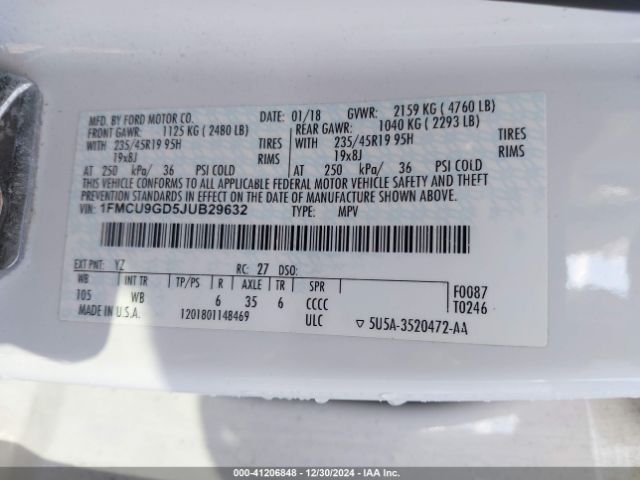 MFD. BY FORD MOTOR CO. DATE: 01/18 GVWR: 2159 KG (4760 LB)
FRONT GAWR: 1125 KG (2480 LB) REAR GAWR: 1040 KG (2293 LB)
WITH 235/45R19 95H TIRES WITH 235/45R19 95H TIRES
19x8J RIMS 19x8J RIMS
AT 250 kPa/ 36 PSI COLD AT 250 kPa/ 36 PSI COLD
THIS VEHICLE CONFORMS TO ALL APPLICABLE FEDERAL MOTOR VEHICLE SAFETY AND THEFT
PREVENTION STANDARDS IN EFFECT ON THE DATE OF MANUFACTURE SHOWN ABOVE.
VIN: 1FMCU9GD5JUB29632 TYPE: MPV
EXT PNT: YZ RC: 27 DSO:
WB INT TR TP/PS R AXLE TR SPR
105 WB 6 35 6 CCCC
MADE IN U.S.A. 1201801148469 ULC
F0087
T0246
▽ 5U5A-3520472-AA
000-41206848 - 12/30/2024 - IAA Inc.